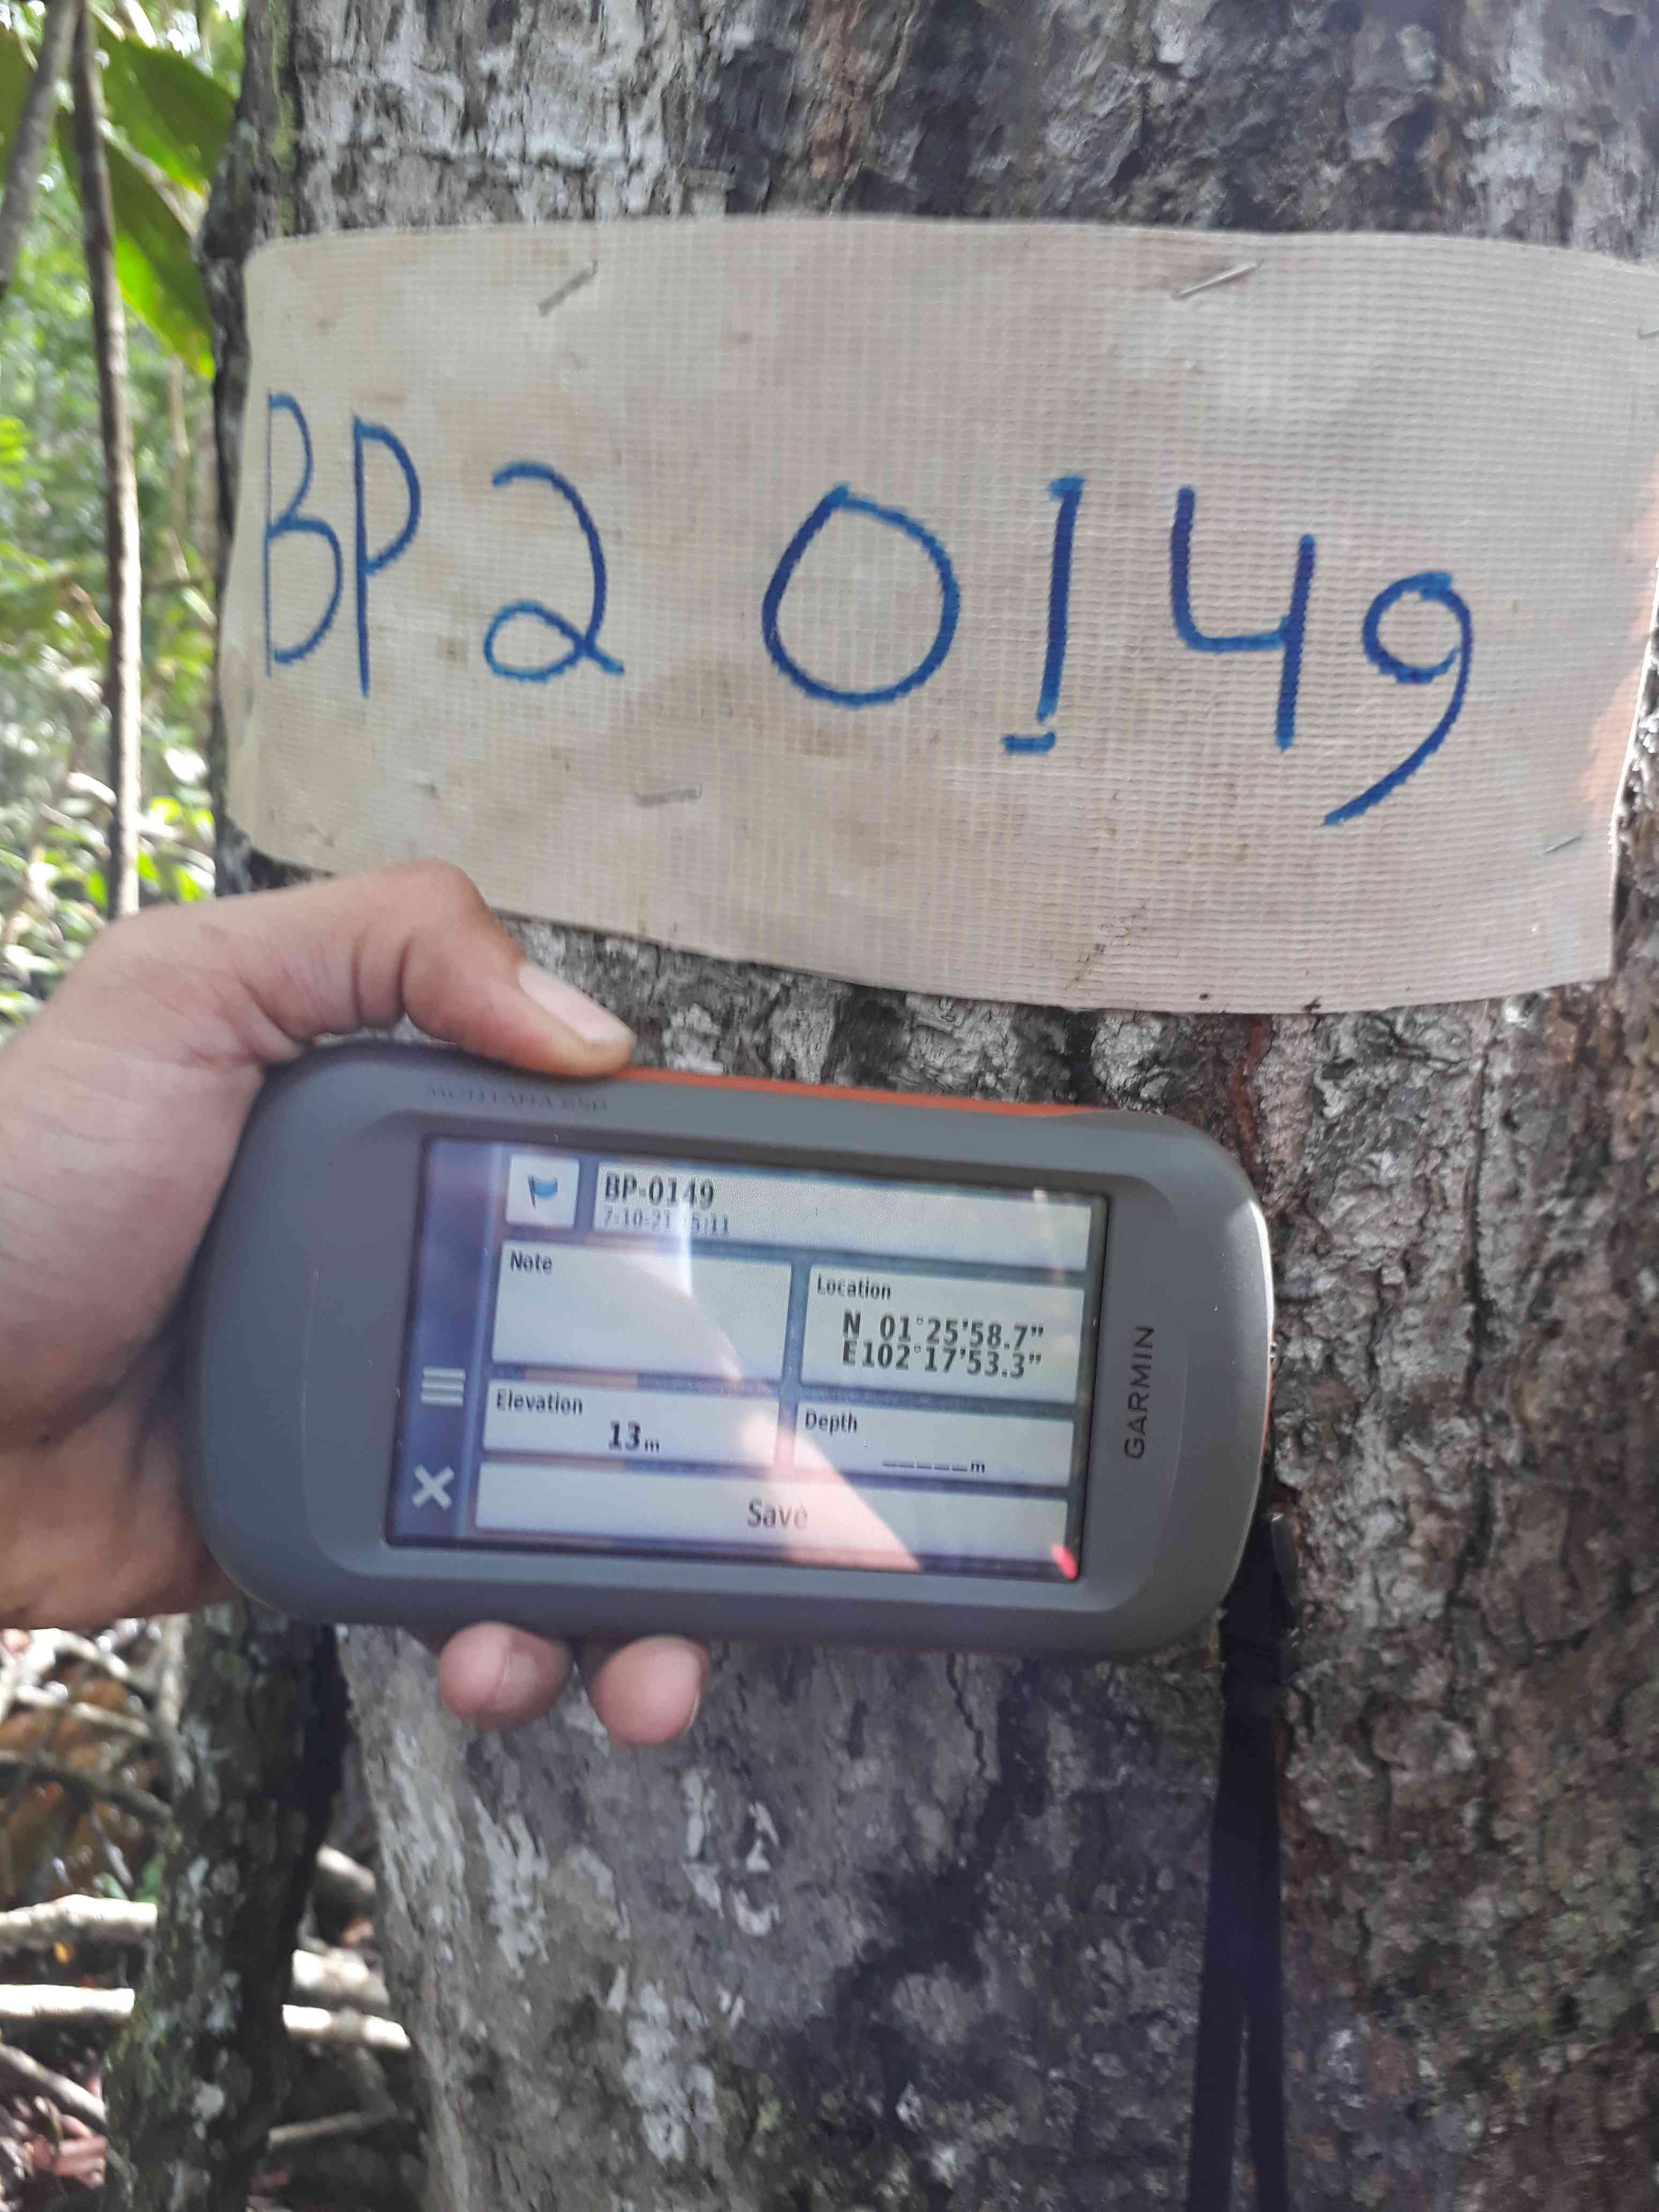 BP2 0149
BP-0149
Note
Location
N 01°25'58.7"
E102°17'53.3"
Elevation
13m
Depth
_____m
Save
GARMIN